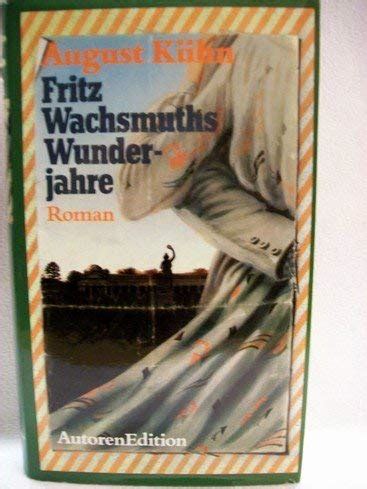 August Kühn
Fritz
Wachsmuths
Wunder-
jahre
Roman
AutorenEdition